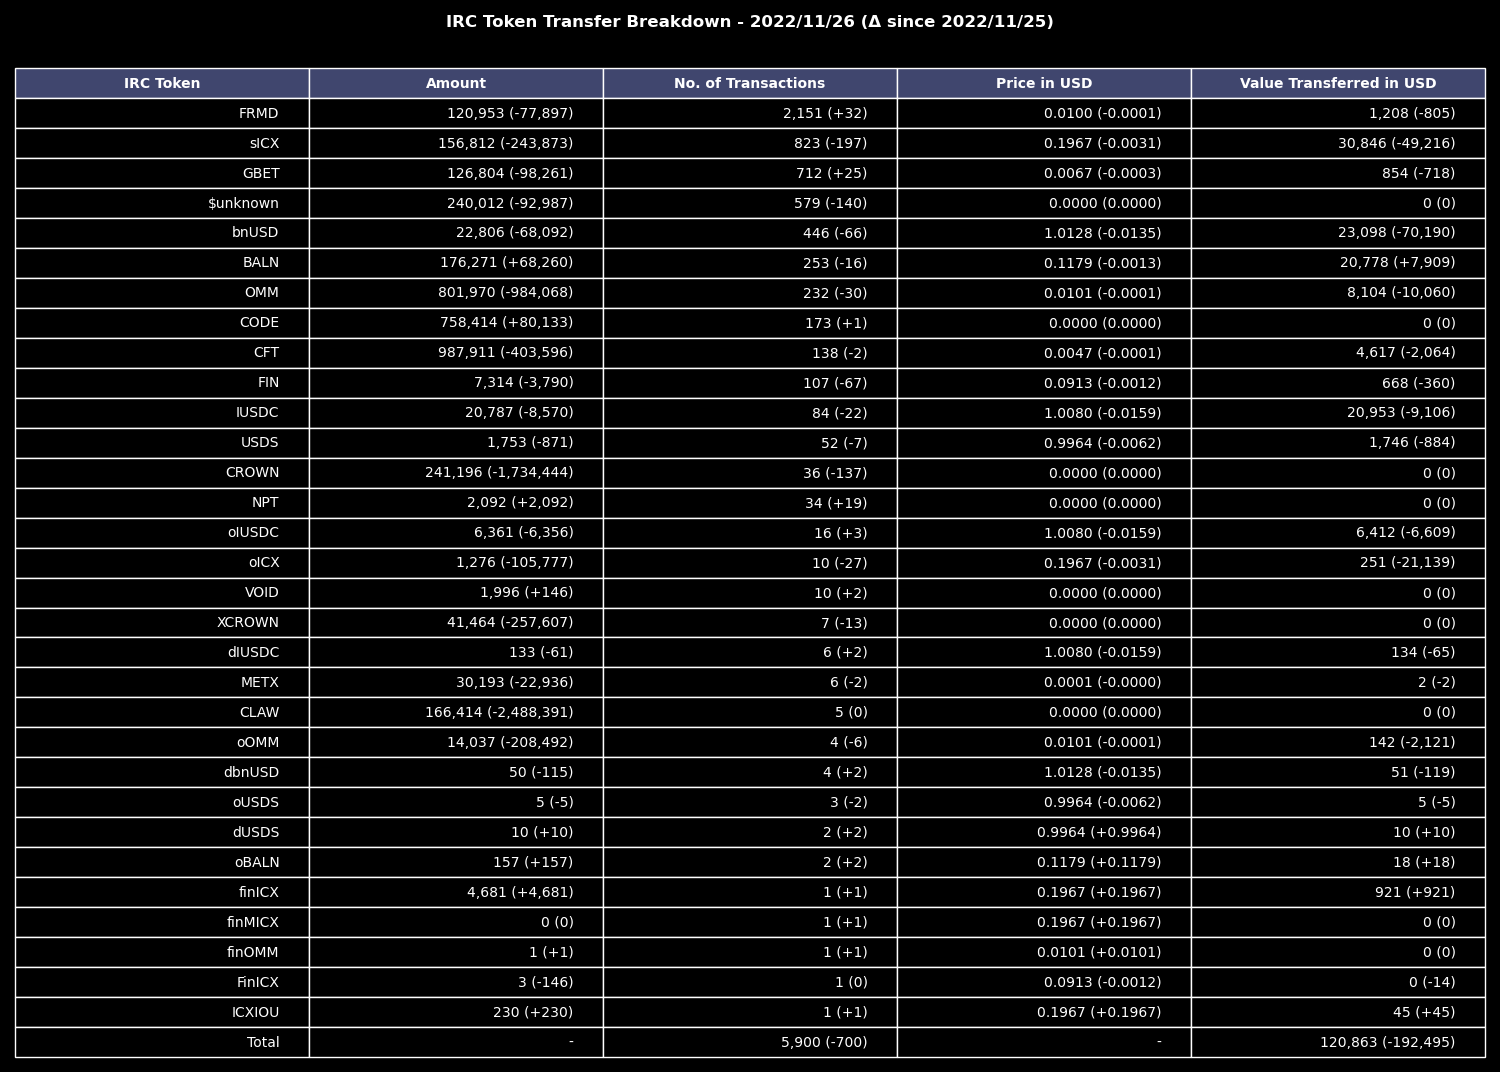 IRC Token Transfer Breakdown - 2022/11/26 (Δ since 2022/11/25)
IRC Token Amount No. of Transactions Price in USD Value Transferred in USD
FRMD 120,953 (-77,897) 2,151 (+32) 0.0100 (-0.0001) 1,208 (-805)
sICX 156,812 (-243,873) 823 (-197) 0.1967 (-0.0031) 30,846 (-49,216)
GBET 126,804 (-98,261) 712 (+25) 0.0067 (-0.0003) 854 (-718)
$unknown 240,012 (-92,987) 579 (-140) 0.0000 (0.0000) 0 (0)
bnUSD 22,806 (-68,092) 446 (-66) 1.0128 (-0.0135) 23,098 (-70,190)
BALN 176,271 (+68,260) 253 (-16) 0.1179 (-0.0013) 20,778 (+7,909)
OMM 801,970 (-984,068) 232 (-30) 0.0101 (-0.0001) 8,104 (-10,060)
CODE 758,414 (+80,133) 173 (+1) 0.0000 (0.0000) 0 (0)
CFT 987,911 (-403,596) 138 (-2) 0.0047 (-0.0001) 4,617 (-2,064)
FIN 7,314 (-3,790) 107 (-67) 0.0913 (-0.0012) 668 (-360)
IUSDC 20,787 (-8,570) 84 (-22) 1.0080 (-0.0159) 20,953 (-9,106)
USDS 1,753 (-871) 52 (-7) 0.9964 (-0.0062) 1,746 (-884)
CROWN 241,196 (-1,734,444) 36 (-137) 0.0000 (0.0000) 0 (0)
NPT 2,092 (+2,092) 34 (+19) 0.0000 (0.0000) 0 (0)
oIUSDC 6,361 (-6,356) 16 (+3) 1.0080 (-0.0159) 6,412 (-6,609)
oICX 1,276 (-105,777) 10 (-27) 0.1967 (-0.0031) 251 (-21,139)
VOID 1,996 (+146) 10 (+2) 0.0000 (0.0000) 0 (0)
XCROWN 41,464 (-257,607) 7 (-13) 0.0000 (0.0000) 0 (0)
dIUSDC 133 (-61) 6 (+2) 1.0080 (-0.0159) 134 (-65)
METX 30,193 (-22,936) 6 (-2) 0.0001 (-0.0000) 2 (-2)
CLAW 166,414 (-2,488,391) 5 (0) 0.0000 (0.0000) 0 (0)
oOMM 14,037 (-208,492) 4 (-6) 0.0101 (-0.0001) 142 (-2,121)
dbnUSD 50 (-115) 4 (+2) 1.0128 (-0.0135) 51 (-119)
oUSDS 5 (-5) 3 (-2) 0.9964 (-0.0062) 5 (-5)
dUSDS 10 (+10) 2 (+2) 0.9964 (+0.9964) 10 (+10)
oBALN 157 (+157) 2 (+2) 0.1179 (+0.1179) 18 (+18)
finICX 4,681 (+4,681) 1 (+1) 0.1967 (+0.1967) 921 (+921)
finMICX 0 (0) 1 (+1) 0.1967 (+0.1967) 0 (0)
finOMM 1 (+1) 1 (+1) 0.0101 (+0.0101) 0 (0)
FinICX 3 (-146) 1 (0) 0.0913 (-0.0012) 0 (-14)
ICXIOU 230 (+230) 1 (+1) 0.1967 (+0.1967) 45 (+45)
Total - 5,900 (-700) - 120,863 (-192,495)